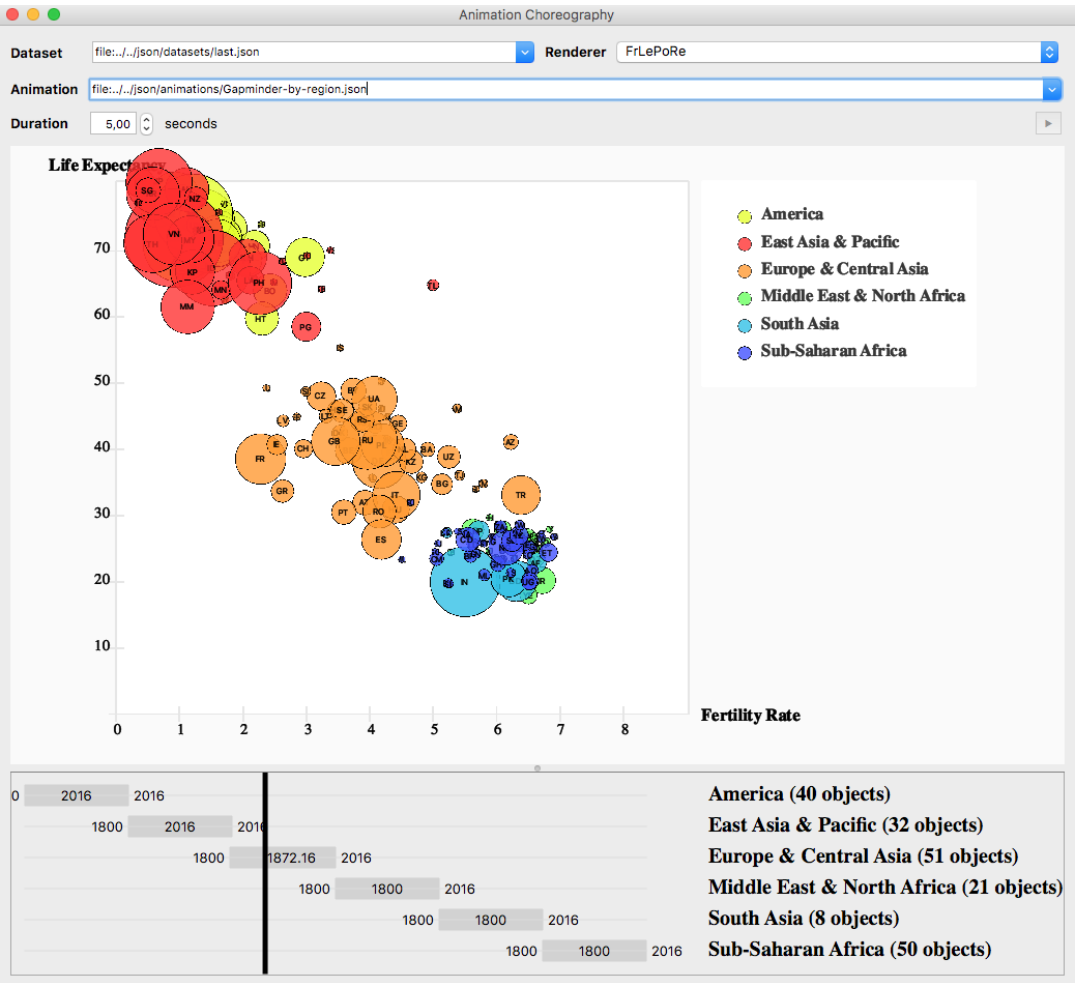 Animation Choreography
Dataset file:../../json/datasets/last.json Renderer FrLePoRe
Animation file:../../json/animations/Gapminder-by-region.json
Duration 5,00 seconds
Life Expectancy
SG
NZ
VN
KP
PH
MN
MM
HT
PG
TL
70
60
50
40
30
20
10
America
East Asia & Pacific
Europe & Central Asia
Middle East & North Africa
South Asia
Sub-Saharan Africa
CZ
UA
SE
GE
LV
GB
RU
IE
CH
FR
BA
UZ
AZ
KZ
GR
BG
IT
TR
PT
RO
ES
CD
ET
IN
PK
UG
0 1 2 3 4 5 6 7 8
Fertility Rate
0 2016 2016 America (40 objects)
1800 2016 2016 East Asia & Pacific (32 objects)
1800 1872.16 2016 Europe & Central Asia (51 objects)
1800 1800 2016 Middle East & North Africa (21 objects)
1800 1800 2016 South Asia (8 objects)
1800 1800 2016 Sub-Saharan Africa (50 objects)